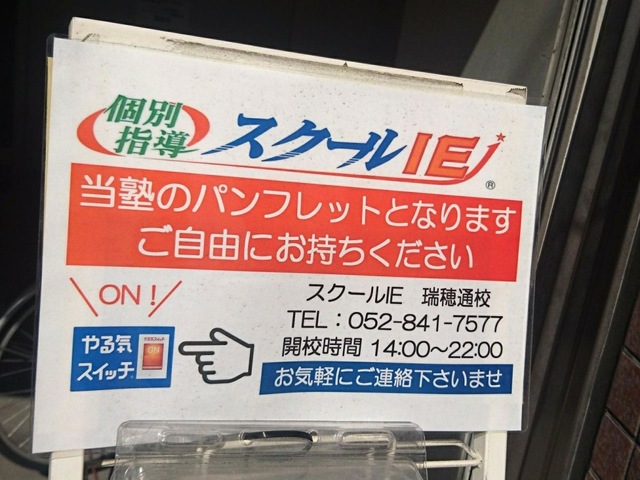 個別
指導
スクールIE
®
当塾のパンフレットとなります
ご自由にお持ちください
\ON!/
スクールIE 瑞穂通校
TEL：052-841-7577
開校時間 14:00～22:00
やる気
スイッチ
ON
お気軽にご連絡下さいませ